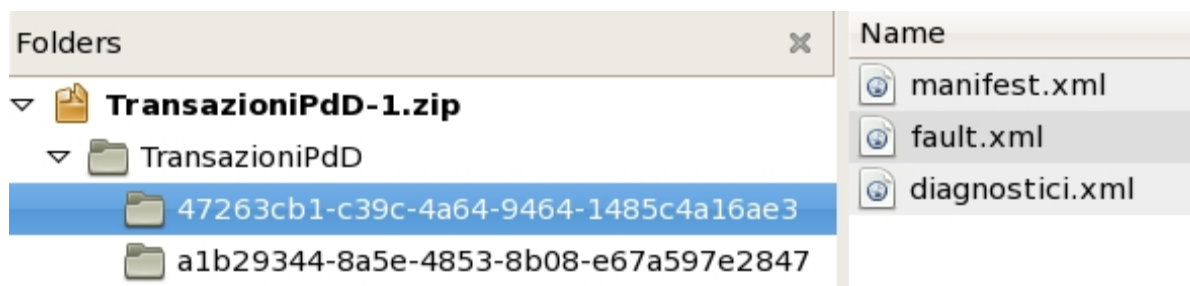 Folders
TransazioniPdD-1.zip
TransazioniPdD
47263cb1-c39c-4a64-9464-1485c4a16ae3
a1b29344-8a5e-4853-8b08-e67a597e2847
Name
manifest.xml
fault.xml
diagnostici.xml